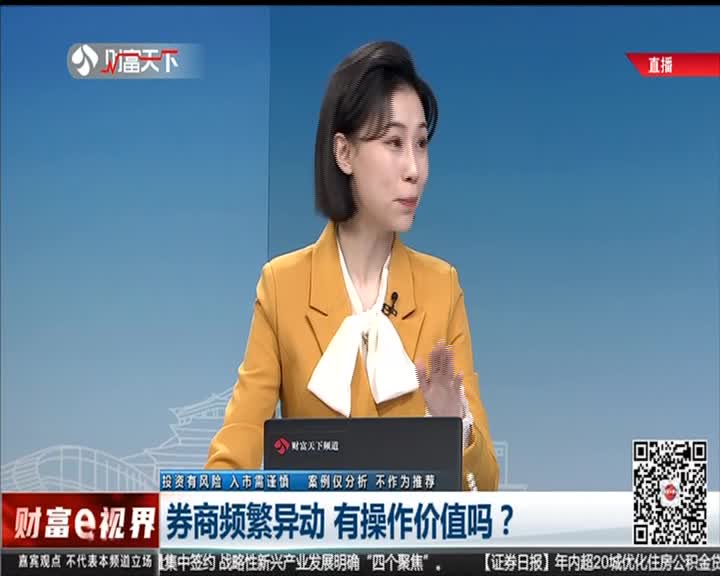 财富天下
直播
财富天下频道
投资有风险 入市需谨慎 案例仅分析 不作为推荐
财富e视界
券商频繁异动 有操作价值吗？
嘉宾观点 不代表本频道立场
集中签约 战略性新兴产业发展明确“四个聚焦”。 【证券日报】年内超20城优化住房公积金贷